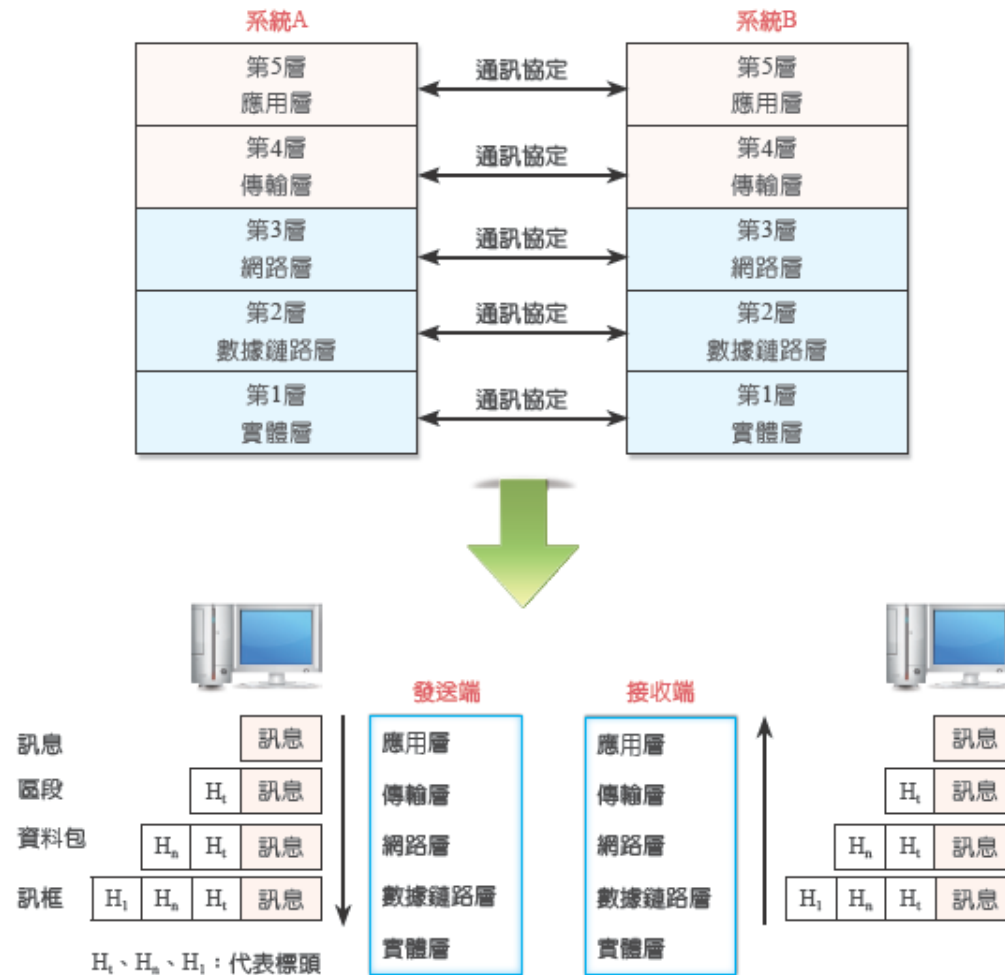 系統A
系統B
第5層
應用層
通訊協定
第5層
應用層
第4層
傳輸層
通訊協定
第4層
傳輸層
第3層
網路層
通訊協定
第3層
網路層
第2層
數據鏈路層
通訊協定
第2層
數據鏈路層
第1層
實體層
通訊協定
第1層
實體層
發送端
接收端
訊息
訊息
應用層
應用層
訊息
區段
Hₜ 訊息
傳輸層
傳輸層
Hₜ 訊息
資料包
Hₙ Hₜ 訊息
網路層
網路層
Hₙ Hₜ 訊息
訊框
H₁ Hₙ Hₜ 訊息
數據鏈路層
數據鏈路層
H₁ Hₙ Hₜ 訊息
實體層
實體層
Hₜ、Hₙ、H₁：代表標頭